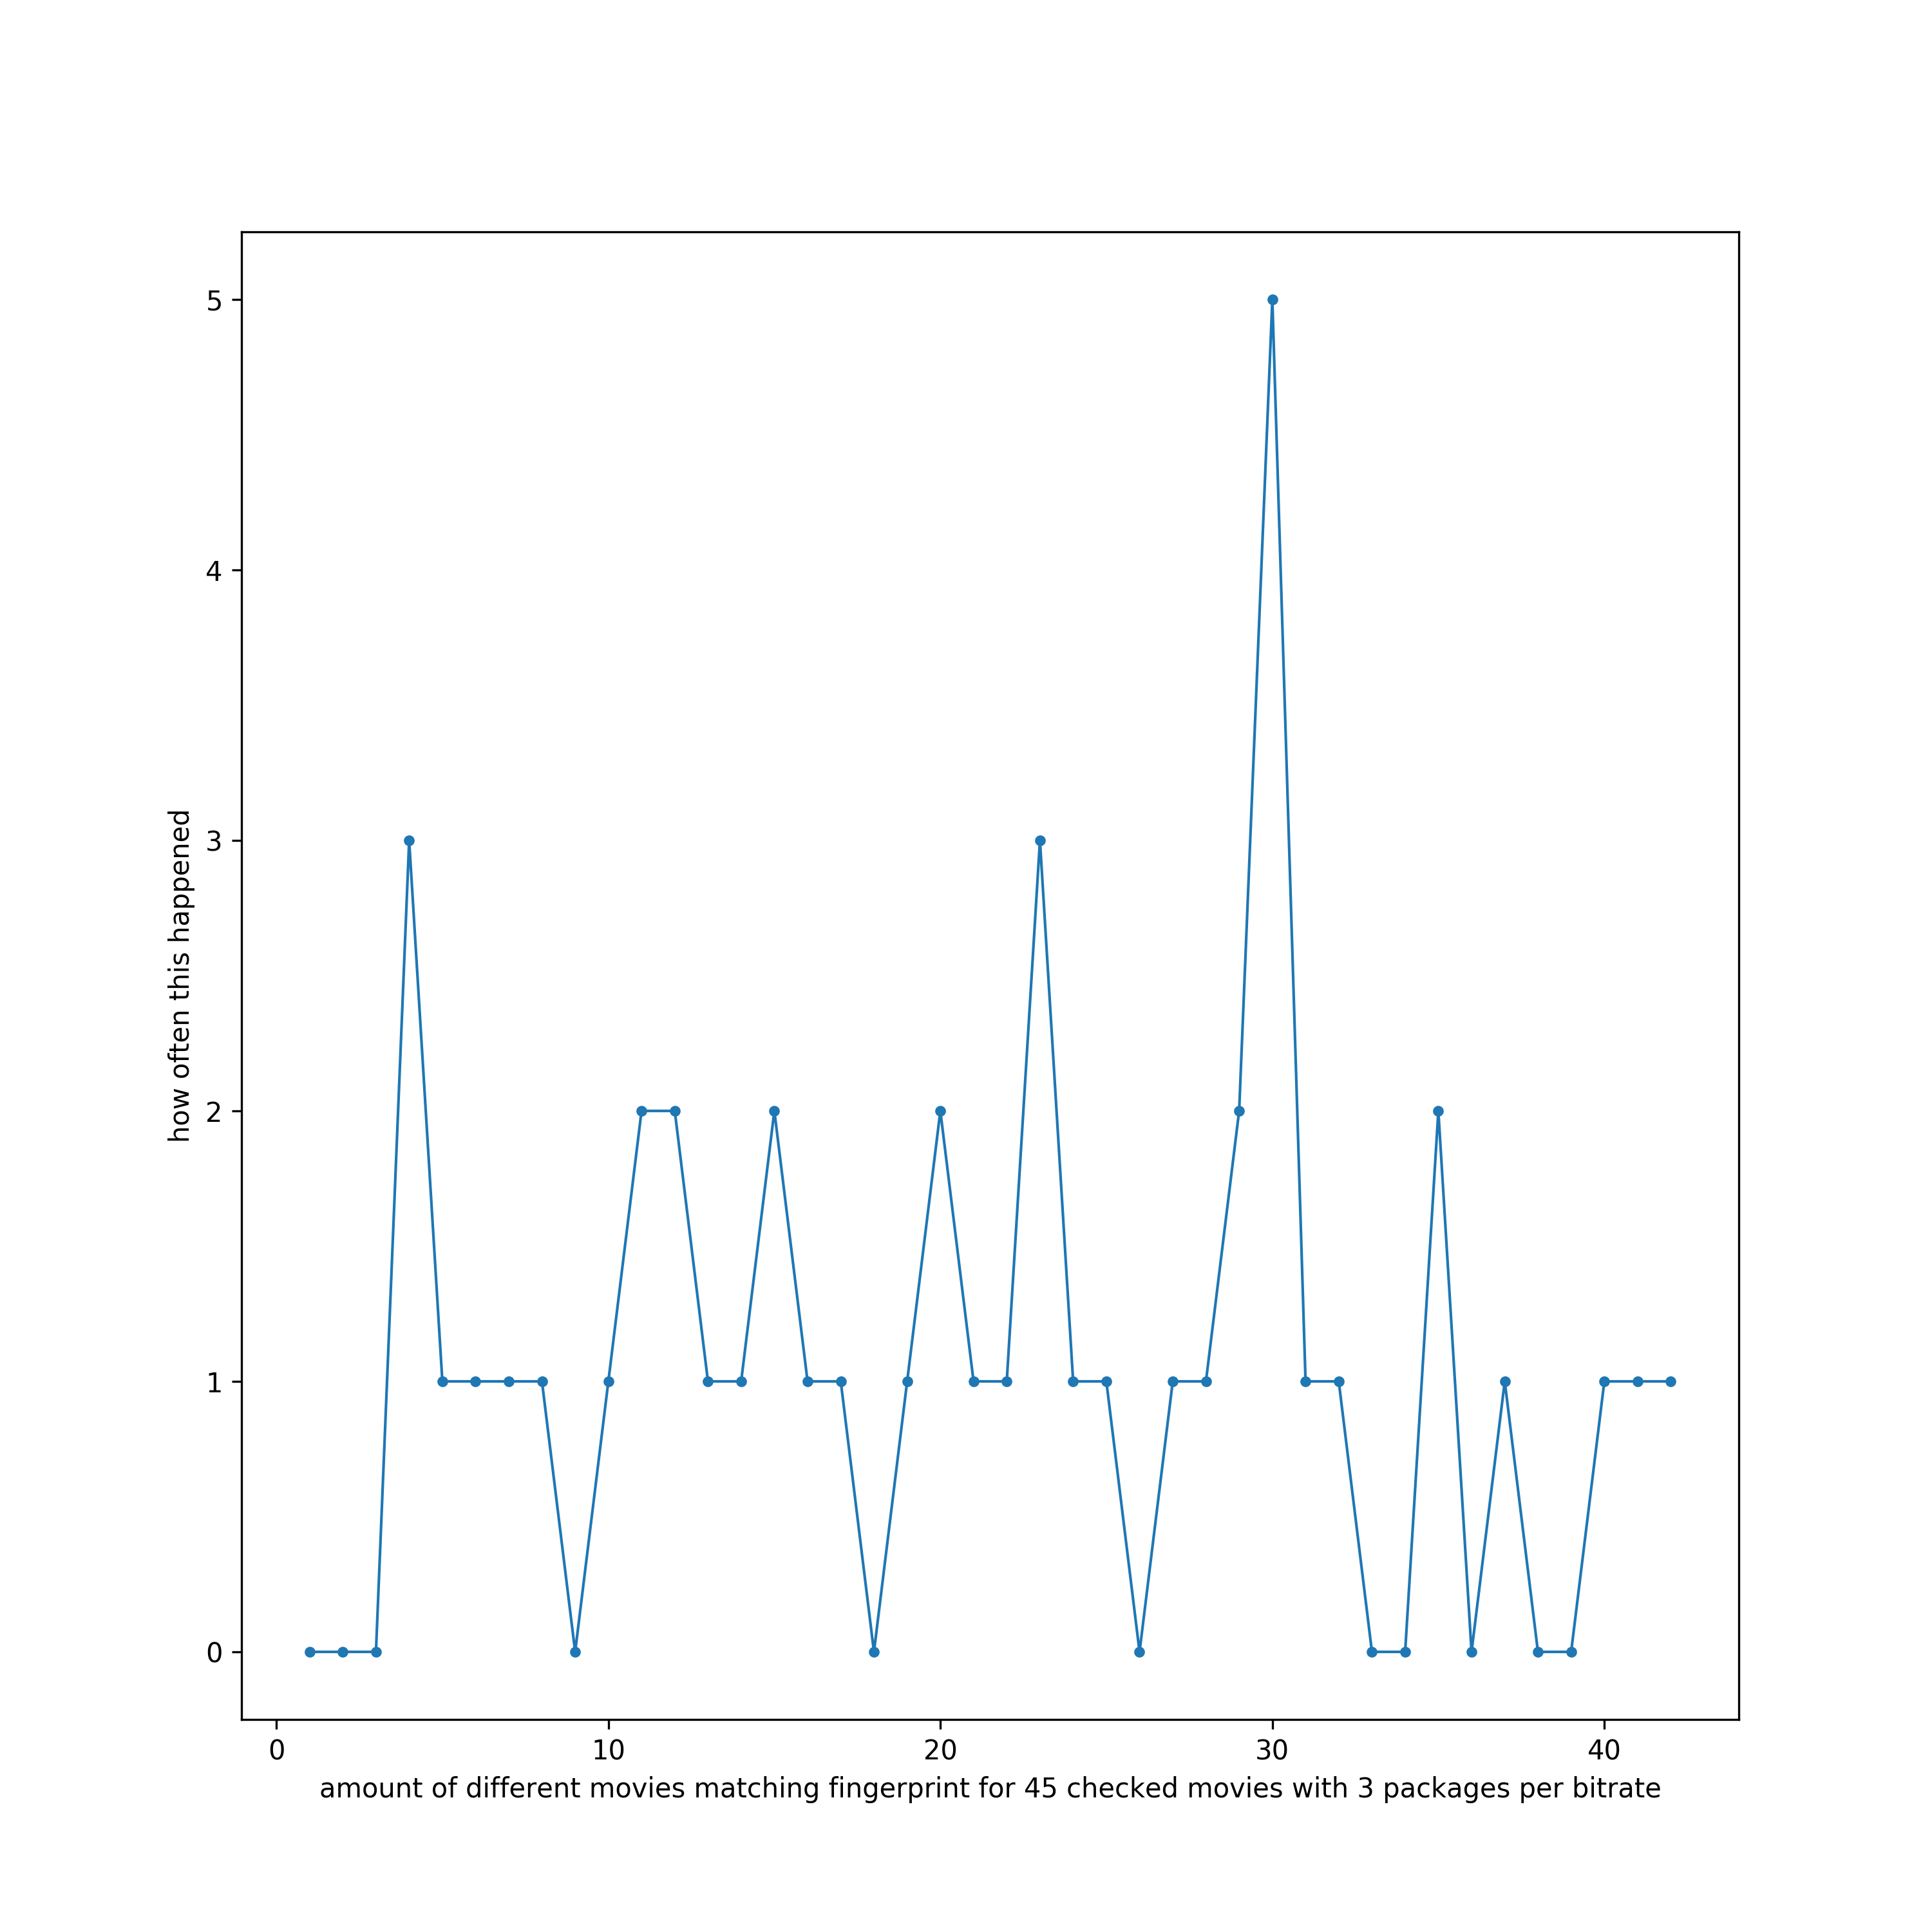 5
4
3
2
1
0
how often this happened
0 10 20 30 40
amount of different movies matching fingerprint for 45 checked movies with 3 packages per bitrate